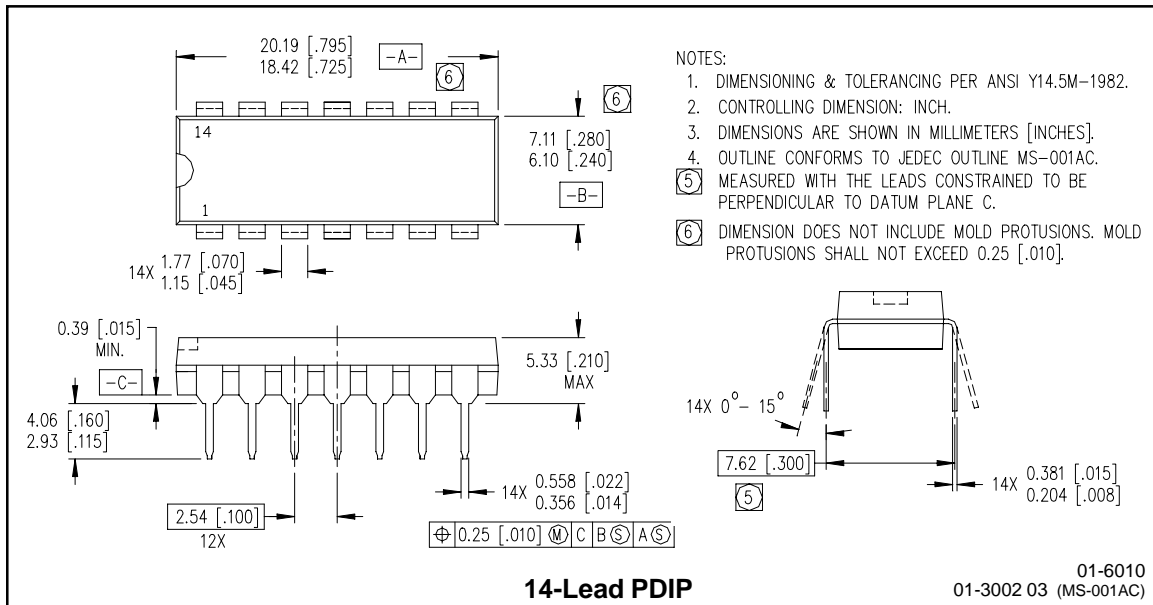 20.19 [.795]
18.42 [.725]
-A-
6
6
14
1
7.11 [.280]
6.10 [.240]
-B-
14X 1.77 [.070]
1.15 [.045]
NOTES:
1. DIMENSIONING & TOLERANCING PER ANSI Y14.5M-1982.
2. CONTROLLING DIMENSION: INCH.
3. DIMENSIONS ARE SHOWN IN MILLIMETERS [INCHES].
4. OUTLINE CONFORMS TO JEDEC OUTLINE MS-001AC.
5 MEASURED WITH THE LEADS CONSTRAINED TO BE
PERPENDICULAR TO DATUM PLANE C.
6 DIMENSION DOES NOT INCLUDE MOLD PROTUSIONS. MOLD
PROTUSIONS SHALL NOT EXCEED 0.25 [.010].
0.39 [.015]
MIN.
-C-
4.06 [.160]
2.93 [.115]
5.33 [.210]
MAX
2.54 [.100]
12X
14X 0.558 [.022]
0.356 [.014]
⌖ 0.25 [.010] Ⓜ C B Ⓢ A Ⓢ
14X 0°- 15°
7.62 [.300]
5
14X 0.381 [.015]
0.204 [.008]
14-Lead PDIP
01-6010
01-3002 03 (MS-001AC)